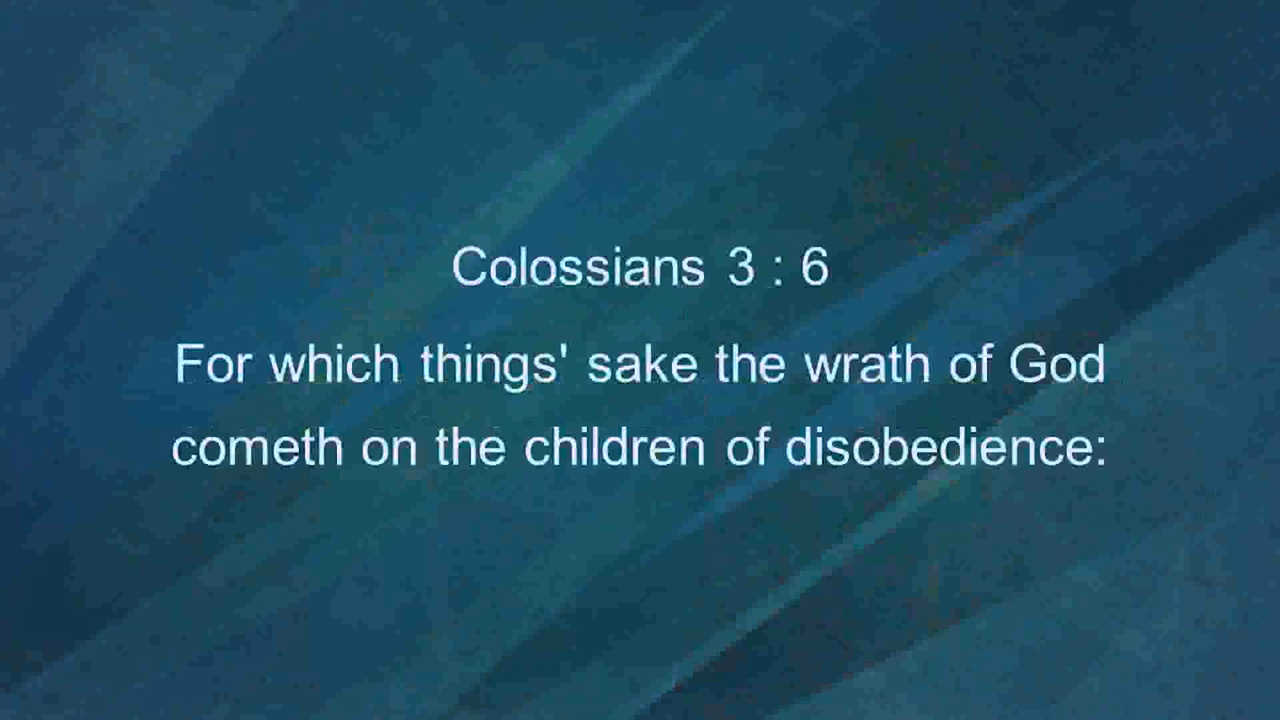 Colossians 3 : 6
For which things' sake the wrath of God
cometh on the children of disobedience: